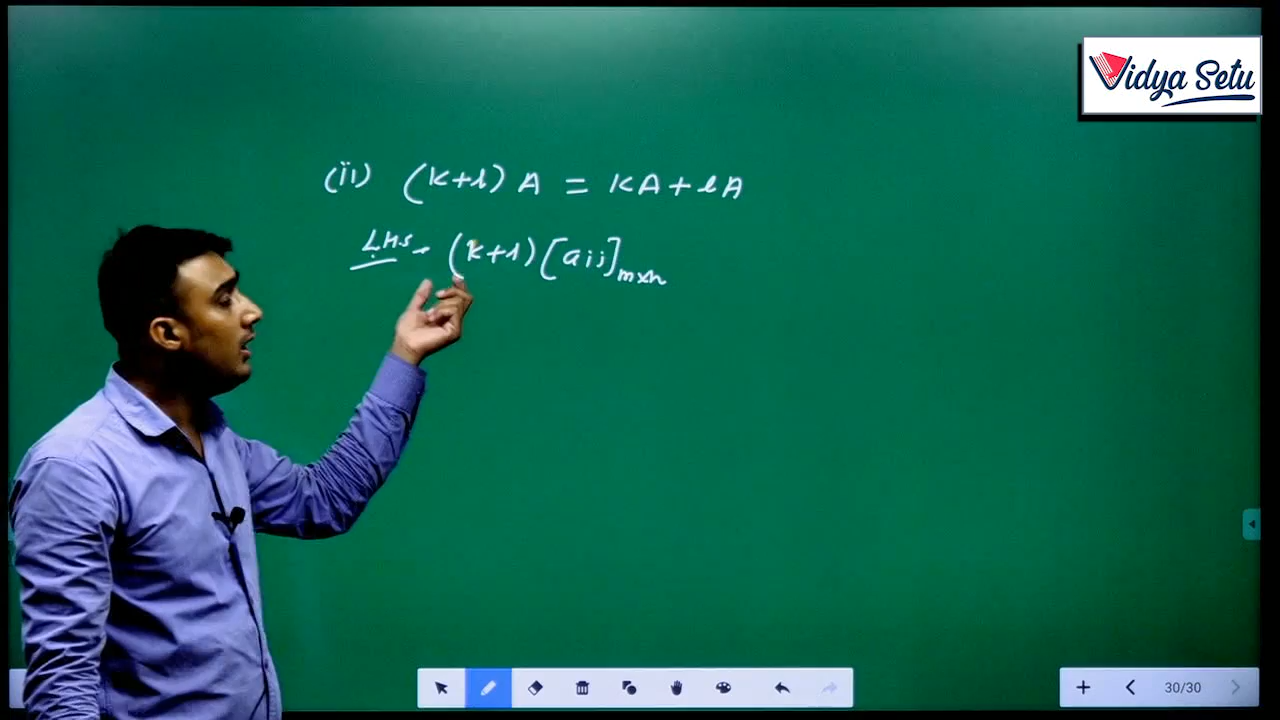 Vidya Setu
(ii) (k+l) A = kA + lA
LHS = (k+l) [aij]m×n
30/30